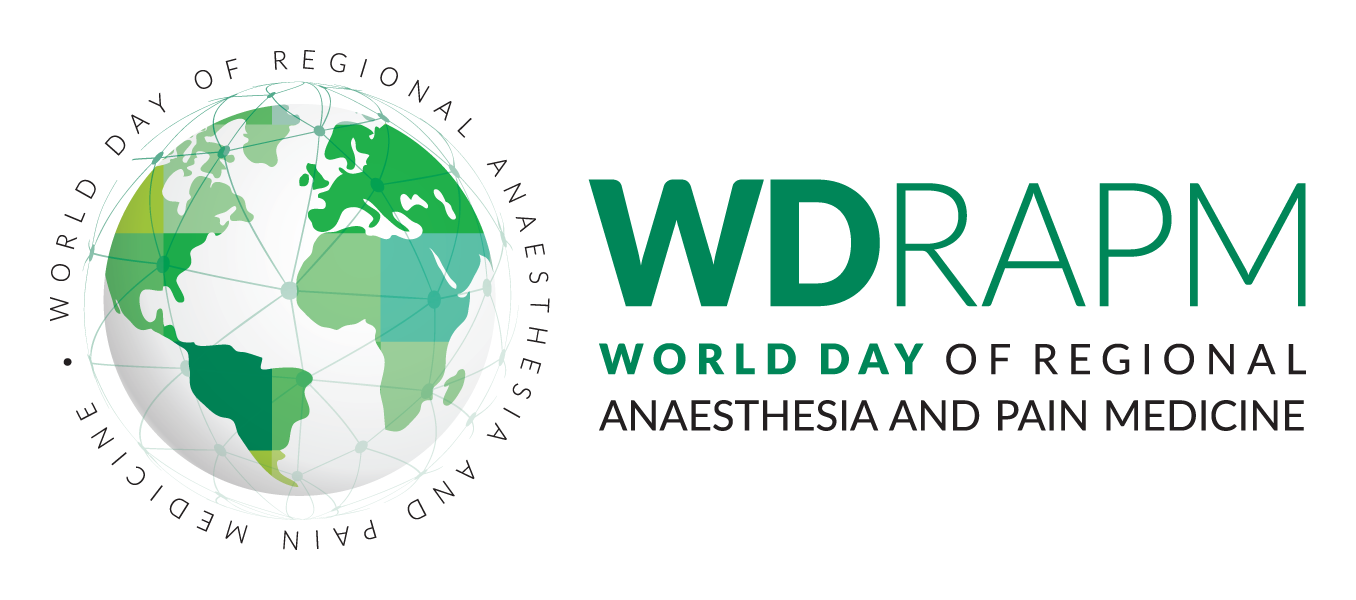 WORLD DAY OF REGIONAL ANAESTHESIA AND PAIN MEDICINE •
WDRAPM
WORLD DAY OF REGIONAL
ANAESTHESIA AND PAIN MEDICINE